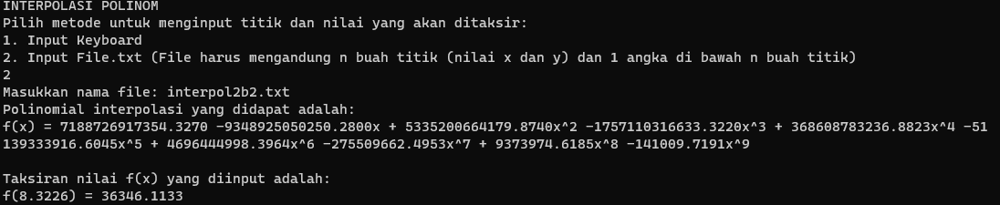 INTERPOLASI POLINOM
Pilih metode untuk menginput titik dan nilai yang akan ditaksir:
1. Input Keyboard
2. Input File.txt (File harus mengandung n buah titik (nilai x dan y) dan 1 angka di bawah n buah titik)
2
Masukkan nama file: interpol2b2.txt
Polinomial interpolasi yang didapat adalah:
f(x) = 7188726917354.3270 -9348925050250.2800x + 5335200664179.8740x^2 -1757110316633.3220x^3 + 368608783236.8823x^4 -51
139333916.6045x^5 + 4696444998.3964x^6 -275509662.4953x^7 + 9373974.6185x^8 -141009.7191x^9
Taksiran nilai f(x) yang diinput adalah:
f(8.3226) = 36346.1133